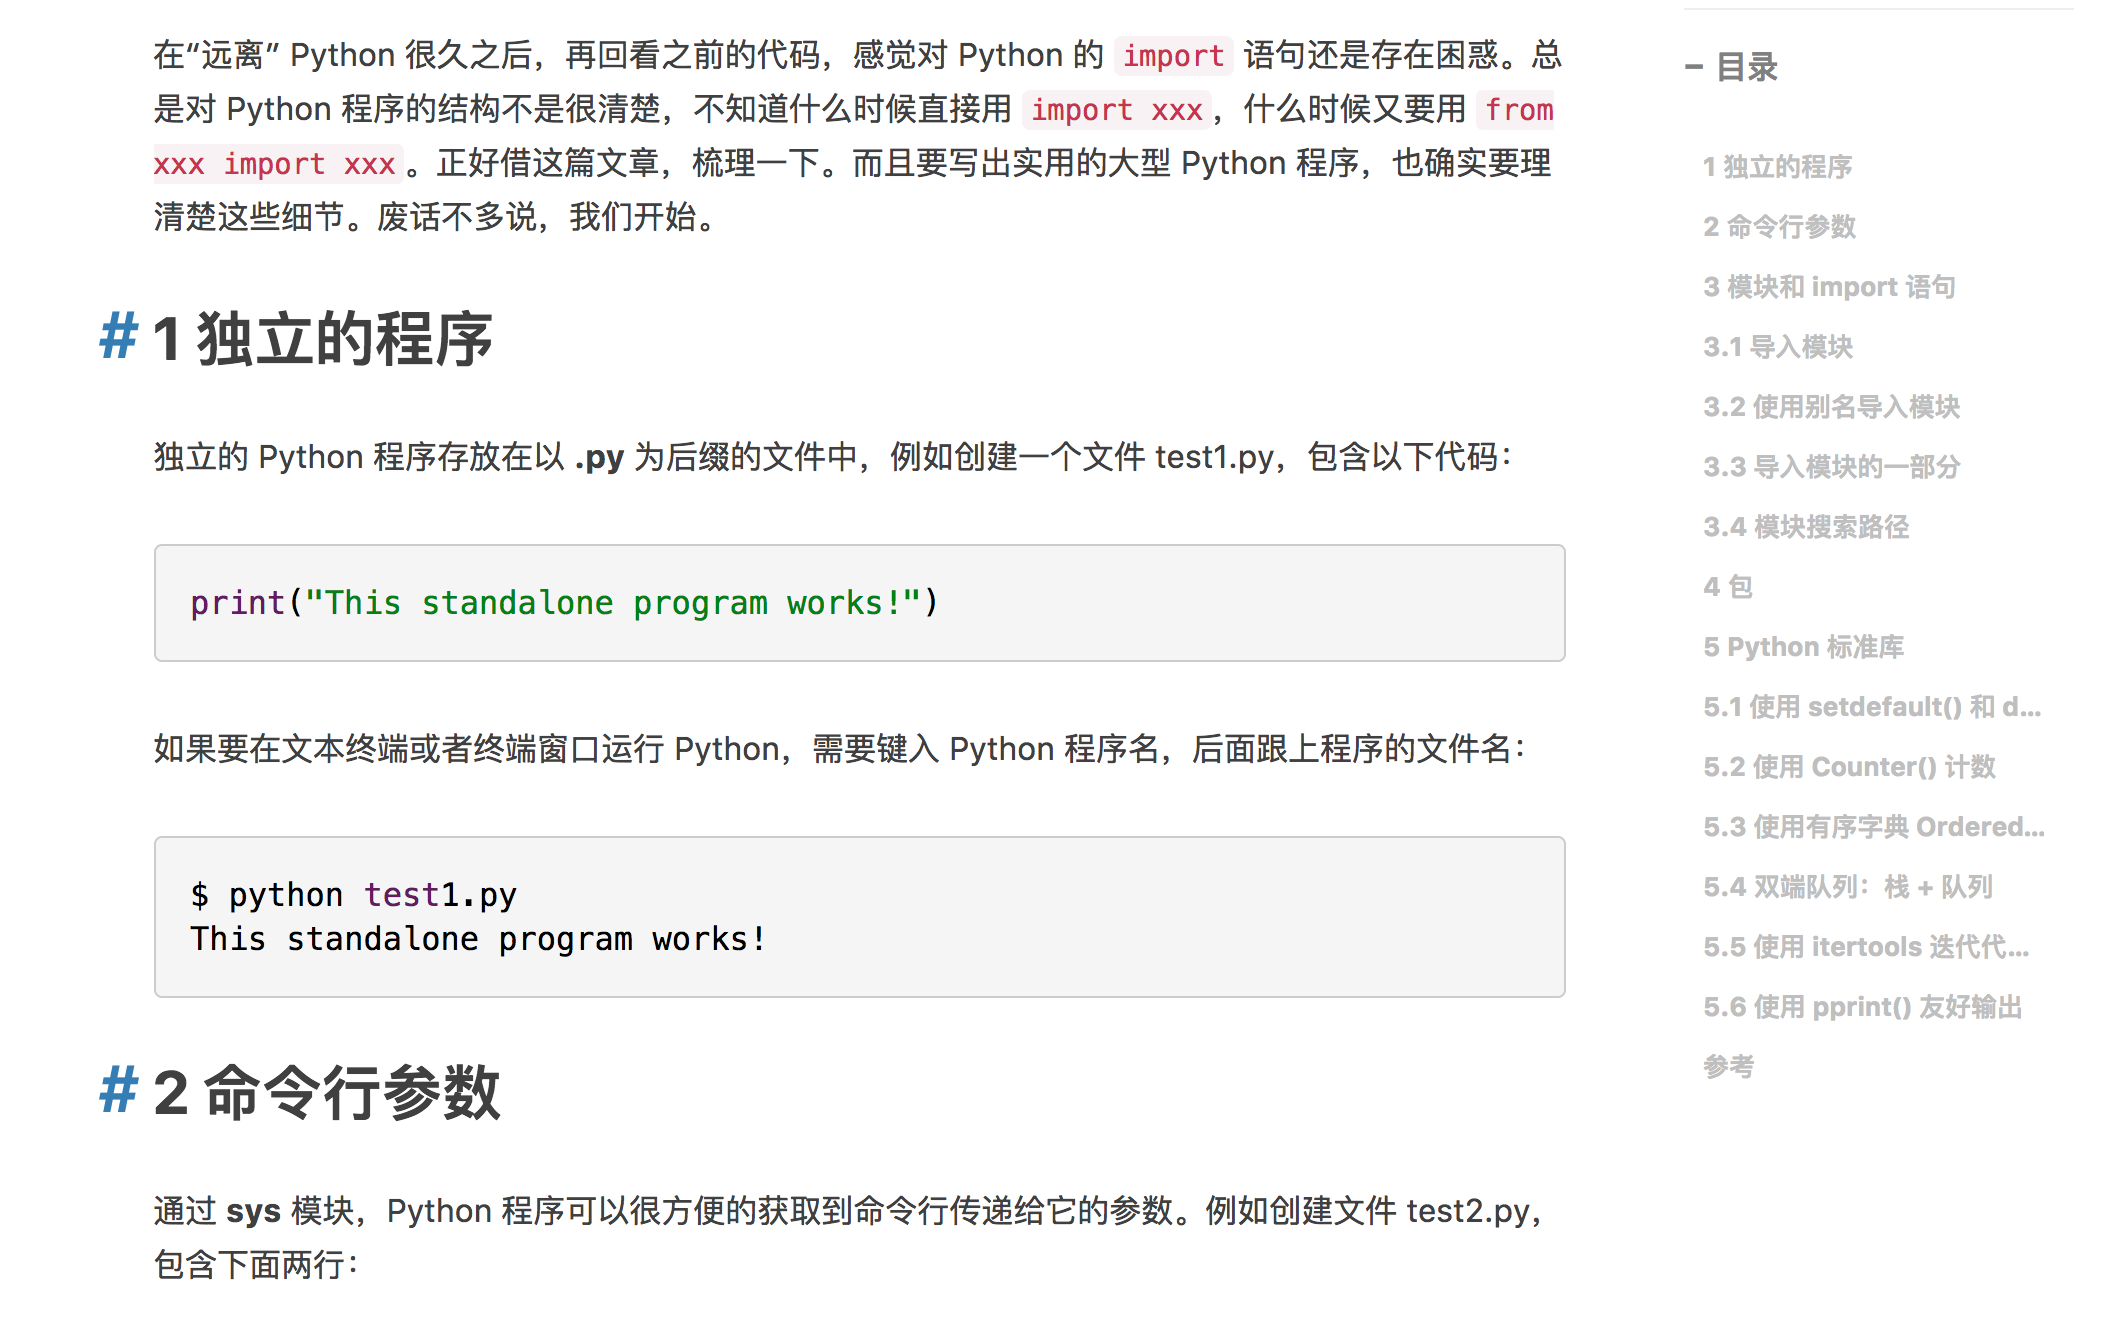 在“远离” Python 很久之后，再回看之前的代码，感觉对 Python 的 import 语句还是存在困惑。总
是对 Python 程序的结构不是很清楚，不知道什么时候直接用 import xxx，什么时候又要用 from
xxx import xxx。正好借这篇文章，梳理一下。而且要写出实用的大型 Python 程序，也确实要理
清楚这些细节。废话不多说，我们开始。
# 1 独立的程序
独立的 Python 程序存放在以 .py 为后缀的文件中，例如创建一个文件 test1.py，包含以下代码：
print("This standalone program works!")
如果要在文本终端或者终端窗口运行 Python，需要键入 Python 程序名，后面跟上程序的文件名：
$ python test1.py
This standalone program works!
# 2 命令行参数
通过 sys 模块，Python 程序可以很方便的获取到命令行传递给它的参数。例如创建文件 test2.py，
包含下面两行：
− 目录
1 独立的程序
2 命令行参数
3 模块和 import 语句
3.1 导入模块
3.2 使用别名导入模块
3.3 导入模块的一部分
3.4 模块搜索路径
4 包
5 Python 标准库
5.1 使用 setdefault() 和 d...
5.2 使用 Counter() 计数
5.3 使用有序字典 Ordered...
5.4 双端队列：栈 + 队列
5.5 使用 itertools 迭代代...
5.6 使用 pprint() 友好输出
参考